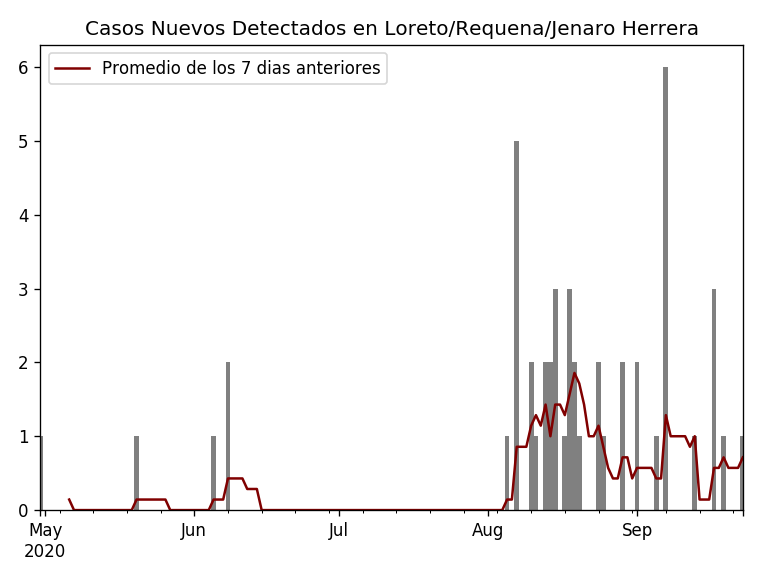 Casos Nuevos Detectados en Loreto/Requena/Jenaro Herrera
Promedio de los 7 dias anteriores
6
5
4
3
2
1
0
May Jun Jul Aug Sep
2020